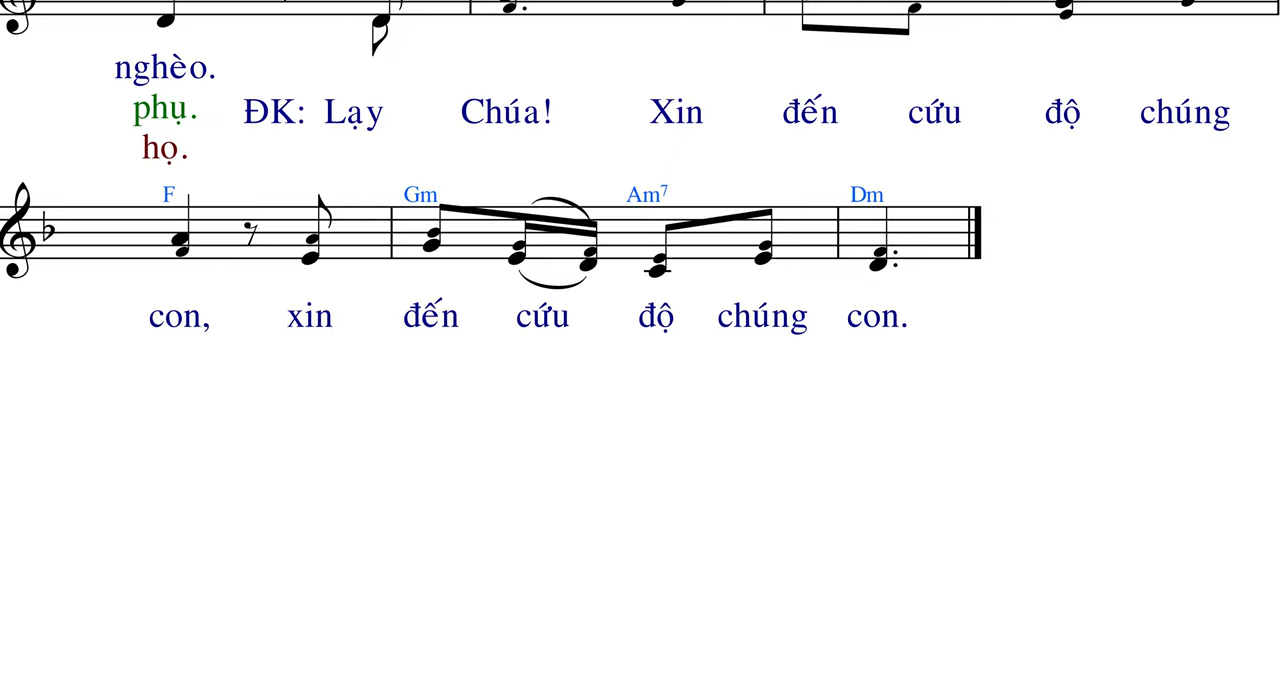 nghèo.
phụ. ĐK: Lạy Chúa! Xin đến cứu độ chúng
họ.
F Gm Am7 Dm
con, xin đến cứu độ chúng con.